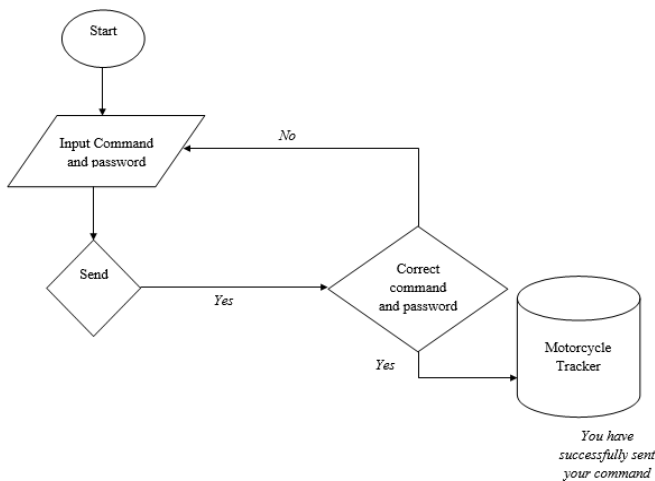 Start
Input Command
and password
No
Send
Yes
Correct
command
and password
Yes
Motorcycle
Tracker
You have
successfully sent
your command